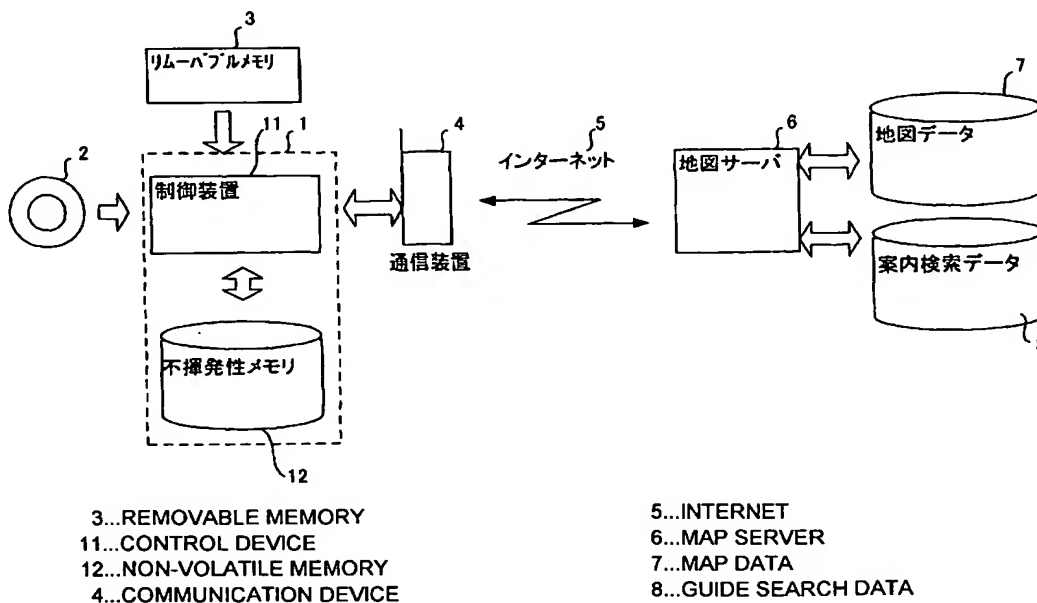 3
リムーバブルメモリ
11
1
2
制御装置
4
通信装置
5
インターネット
6
地図サーバ
7
地図データ
案内検索データ
不揮発性メモリ
12
3...REMOVABLE MEMORY
11...CONTROL DEVICE
12...NON-VOLATILE MEMORY
4...COMMUNICATION DEVICE
5...INTERNET
6...MAP SERVER
7...MAP DATA
8...GUIDE SEARCH DATA